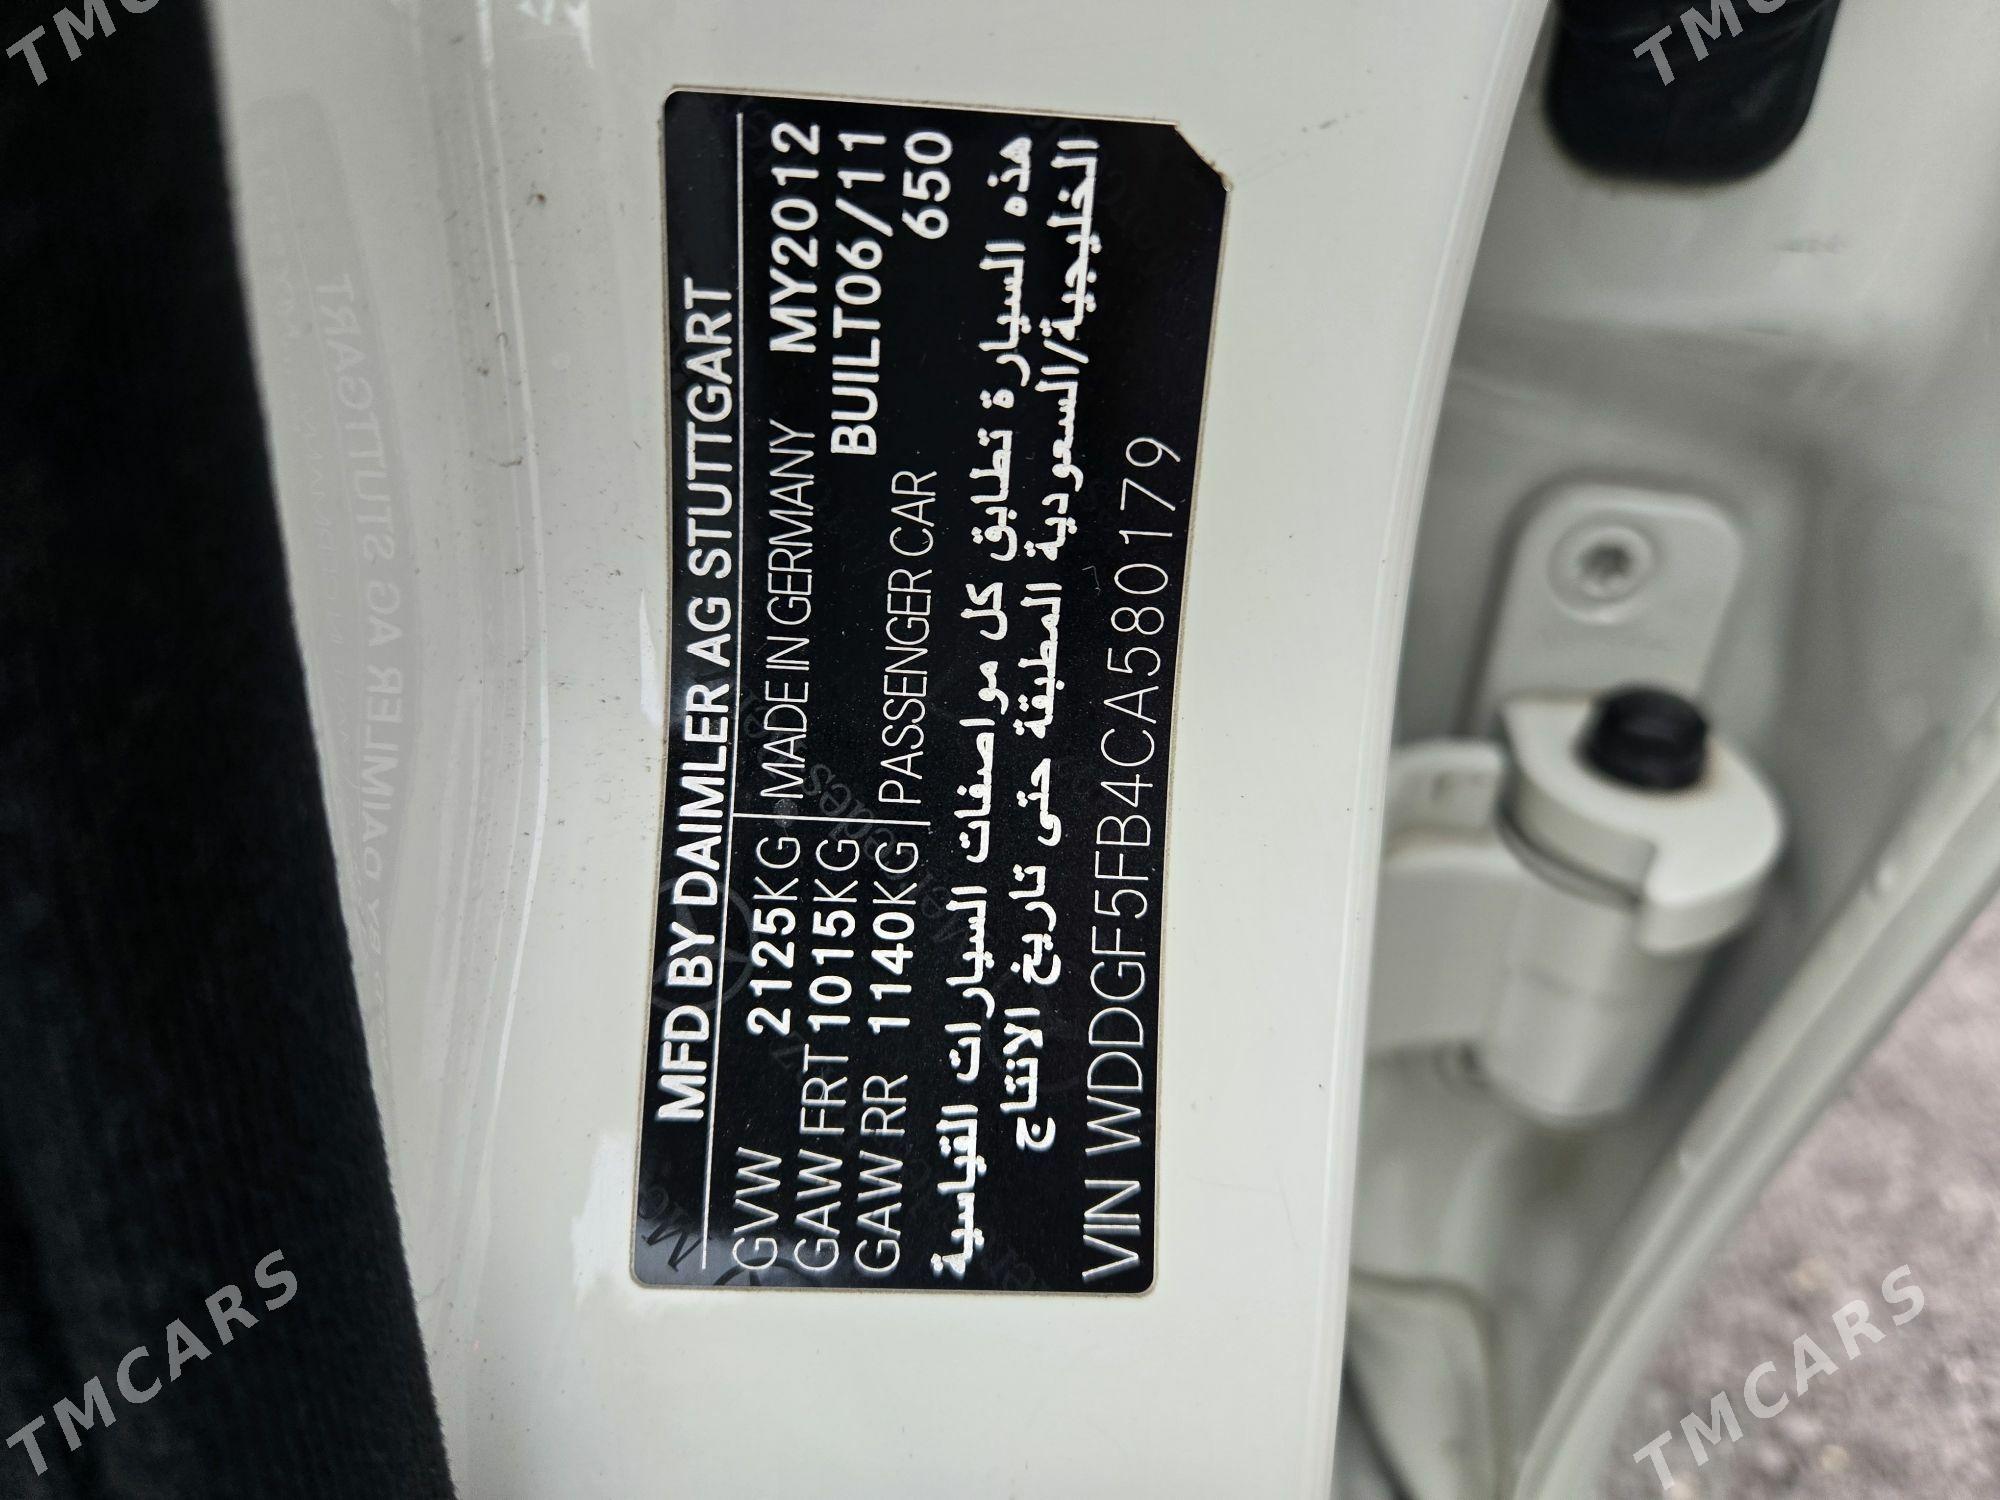 MFD BY DAIMLER AG STUTTGART
GVW 2125KG MADE IN GERMANY MY2012
GAW FRT 1015KG BUILT06/11
GAW RR 1140KG PASSENGER CAR 650
هذه السيارة تطابق كل مواصفات السيارات القياسية
الخليجية/السعودية المطبقة حتى تاريخ الانتاج
VIN WDDGF5FB4CA580179
TMCARS
TMCARS
TMCARS
TMCARS